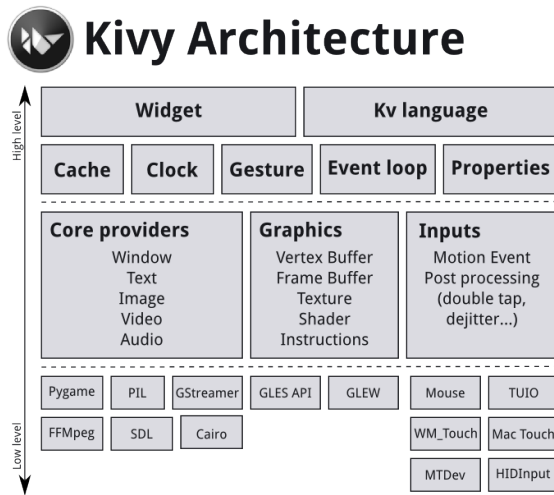 Kivy Architecture
High level
Widget
Kv language
Cache
Clock
Gesture
Event loop
Properties
Core providers
Window
Text
Image
Video
Audio
Graphics
Vertex Buffer
Frame Buffer
Texture
Shader
Instructions
Inputs
Motion Event
Post processing
(double tap,
dejitter...)
Low level
Pygame
PIL
GStreamer
GLES API
GLEW
Mouse
TUIO
FFMpeg
SDL
Cairo
WM_Touch
Mac Touch
MTDev
HIDInput